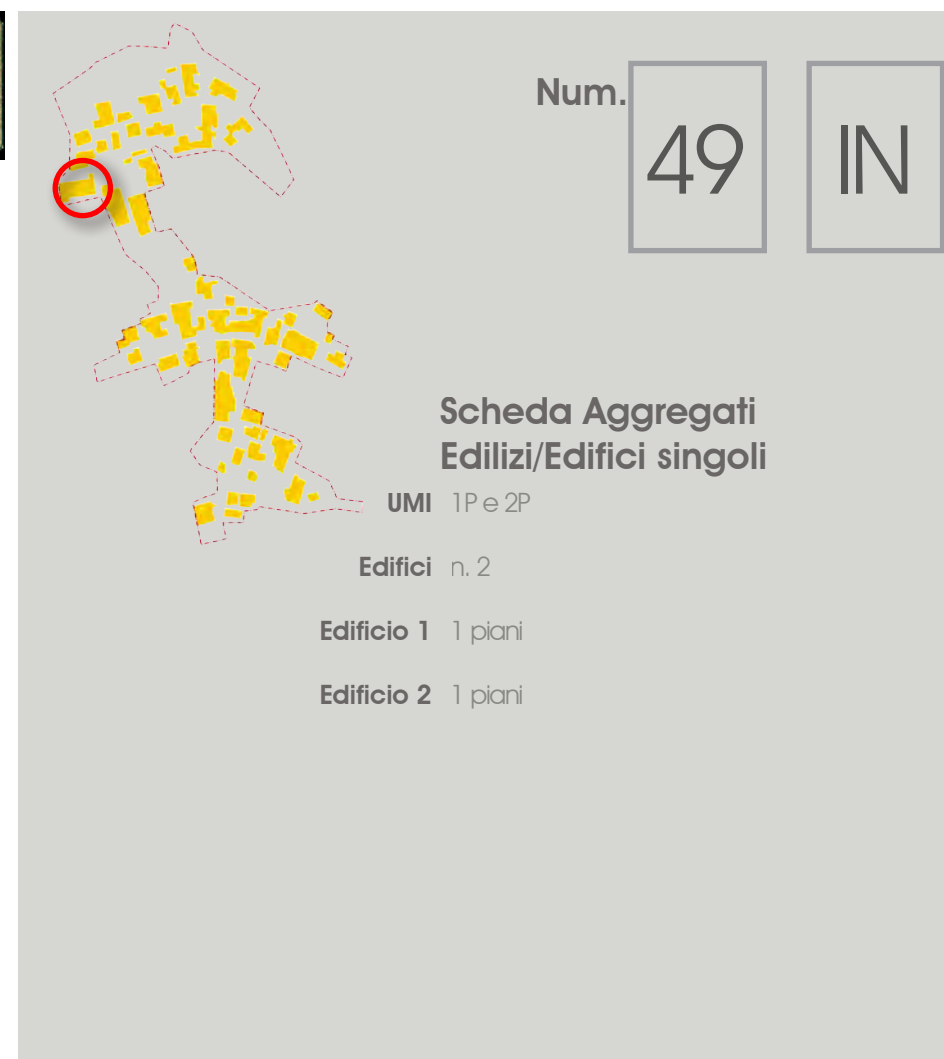 Num. 49 IN
Scheda Aggregati
Edilizi/Edifici singoli
UMI 1P e 2P
Edifici n. 2
Edificio 1 1 piani
Edificio 2 1 piani